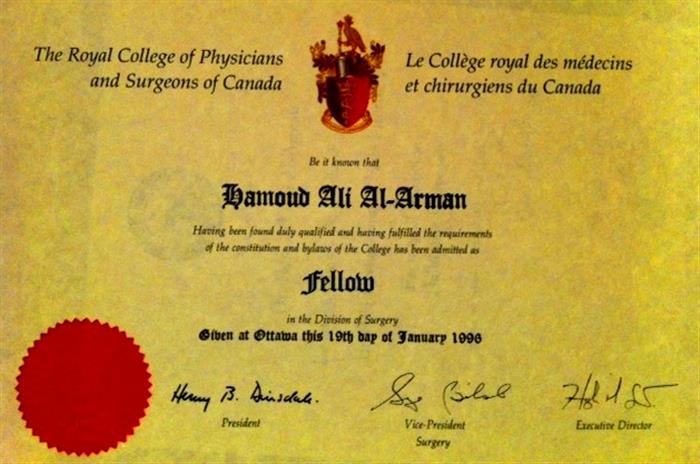 The Royal College of Physicians
and Surgeons of Canada
Le Collège royal des médecins
et chirurgiens du Canada
Be it known that
Hamoud Ali Al-Arman
Having been found duly qualified and having fulfilled the requirements
of the constitution and bylaws of the College has been admitted as
Fellow
in the Division of Surgery
Given at Ottawa this 19th day of January 1996
Henry B. Dinsdale.
President
Vice-President
Surgery
Executive Director